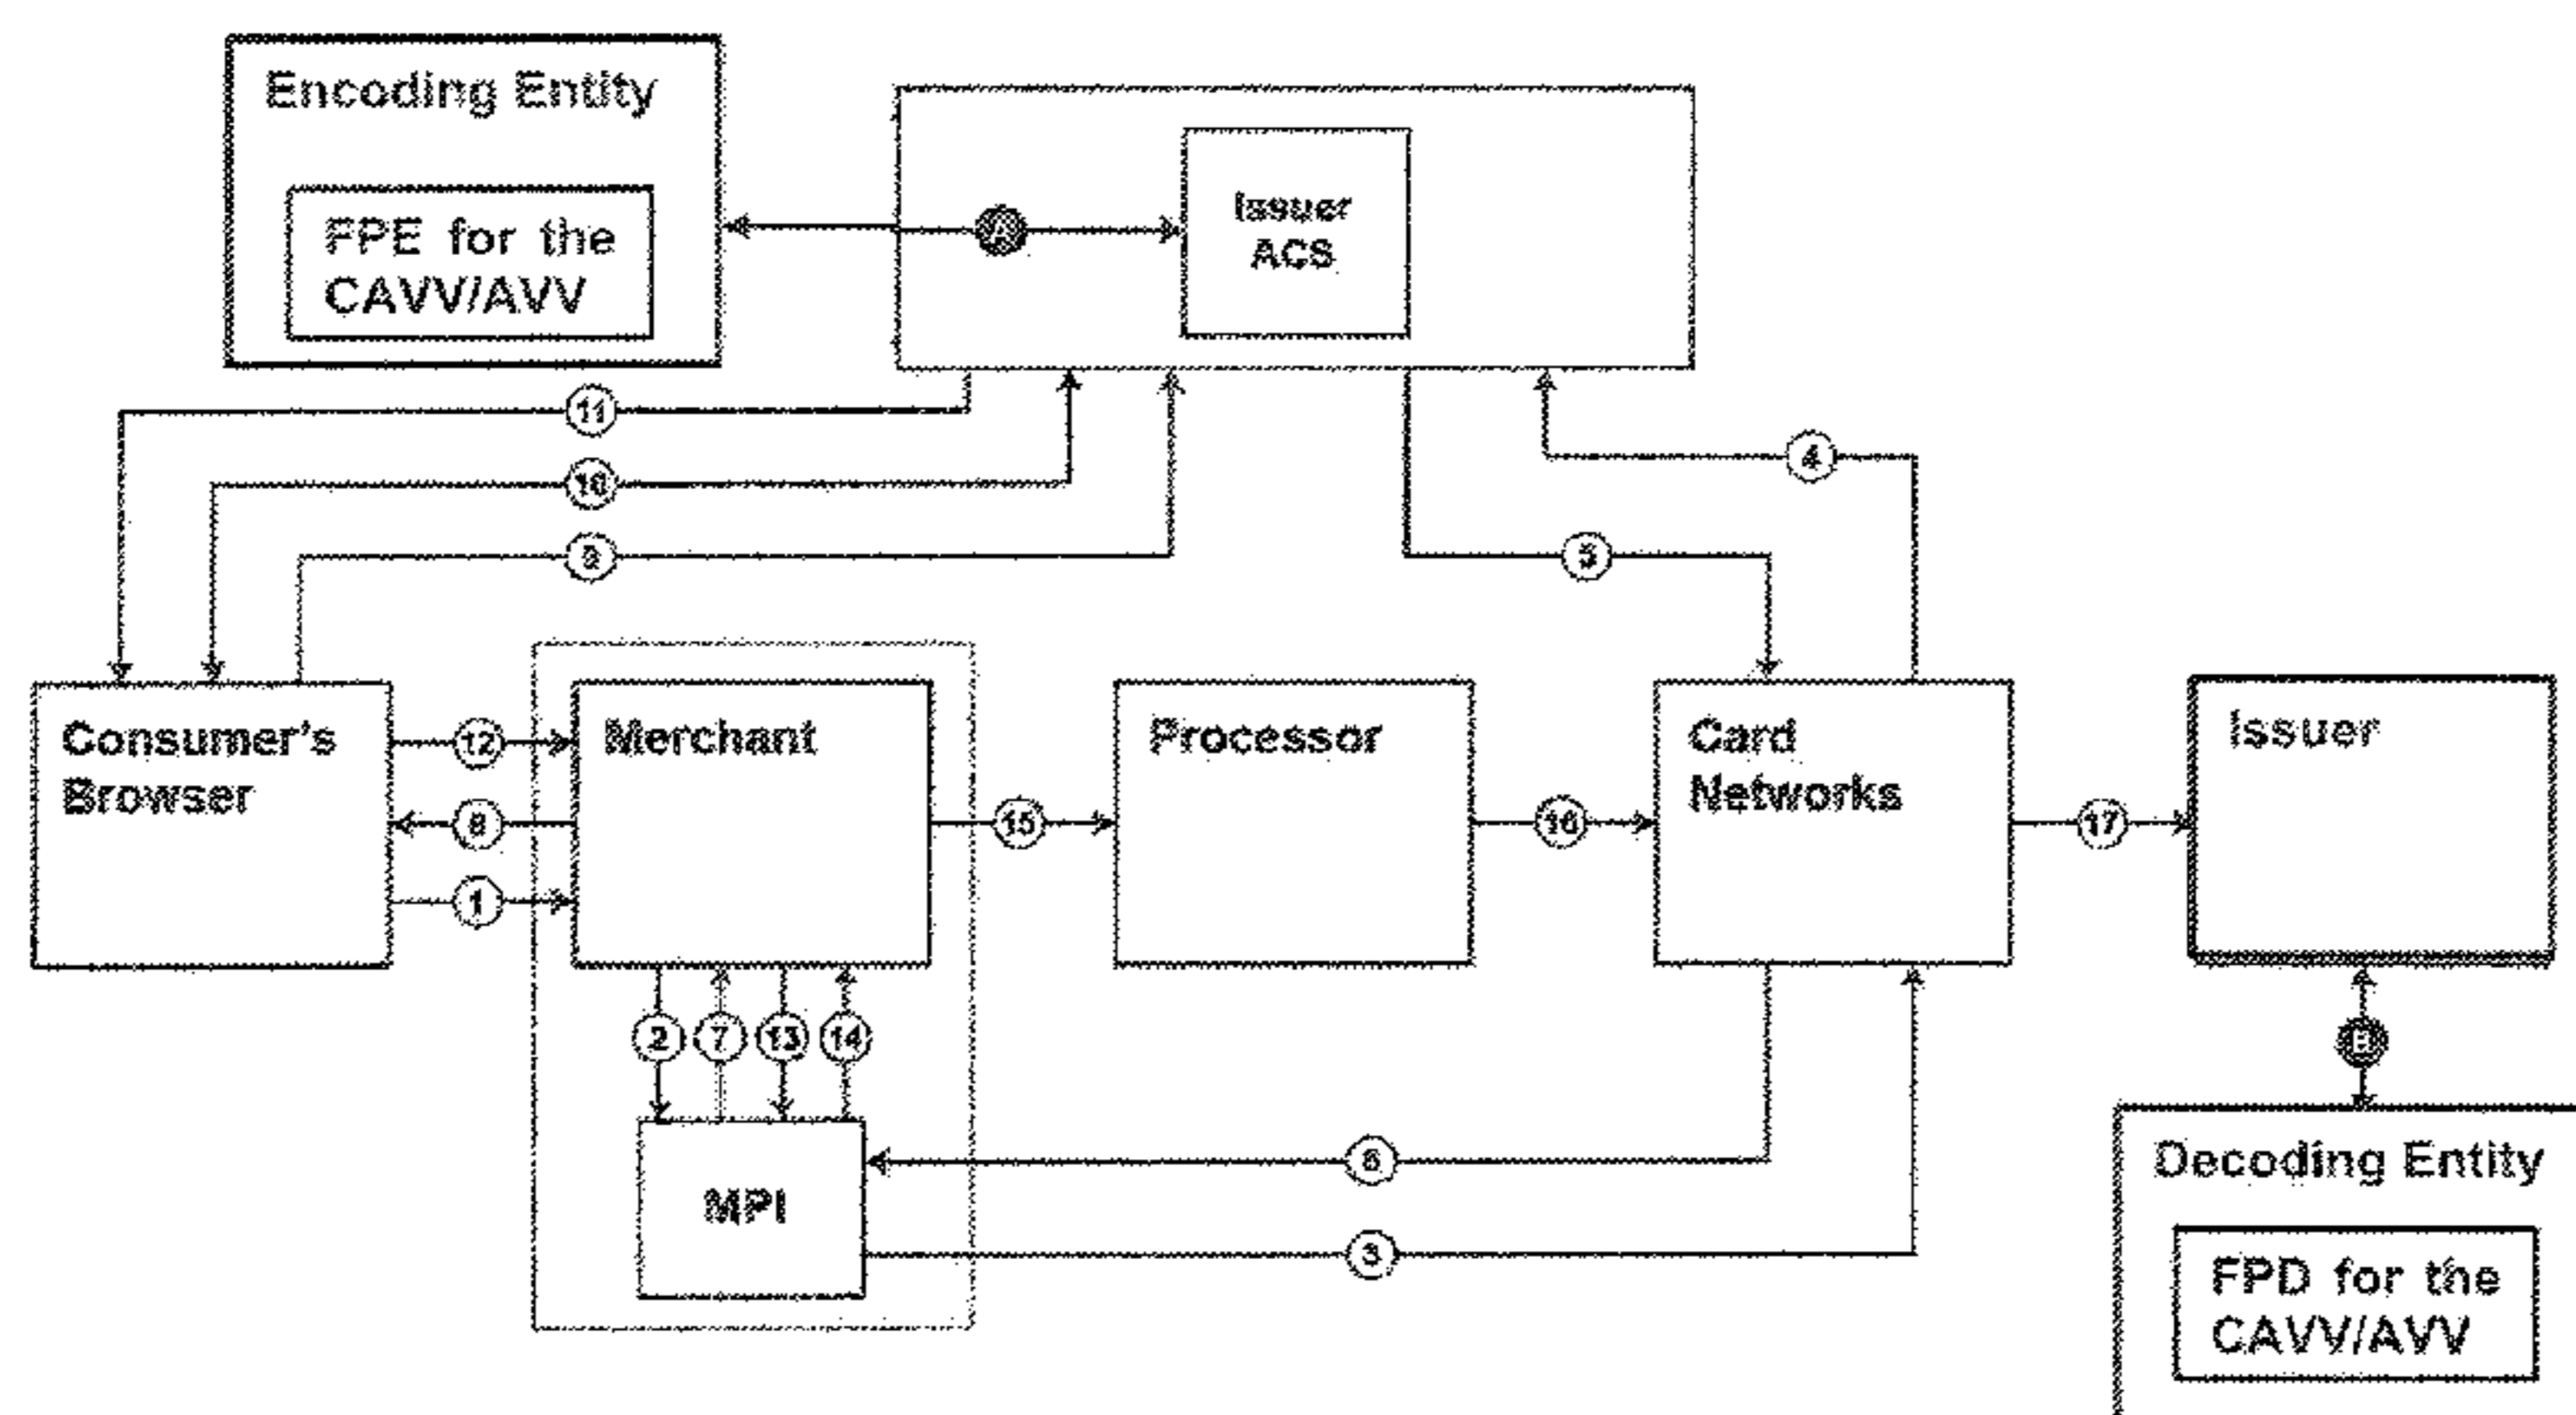 Encoding Entity
FPE for the
CAVV/AVV
A
Issuer
ACS
11
10
9
4
5
Consumer's
Browser
12
8
1
Merchant
15
Processor
16
Card
Networks
17
Issuer
2
7
13
14
B
MPI
6
3
Decoding Entity
FPD for the
CAVV/AVV